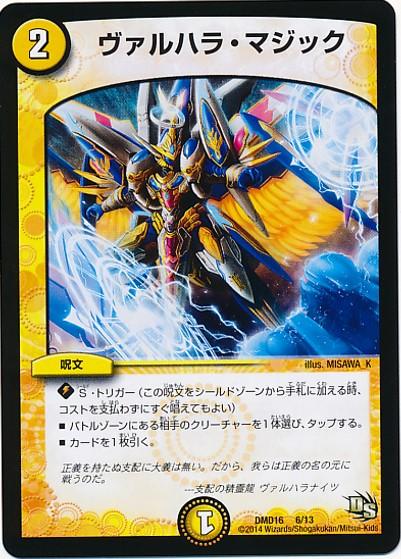 2
ヴァルハラ・マジック
呪文
illus. MISAWA_K
S・トリガー(この呪文をシールドゾーンから手札に加える時、
コストを支払わずにすぐ唱えてもよい)
■ バトルゾーンにある相手のクリーチャーを1体選び、タップする。
■ カードを1枚引く。
正義を持たぬ支配に大義は無い。だから、我らは正義の名の元に
戦うのだ。
---支配の精霊龍 ヴァルハラナイツ
1
DMD16 6/13
©2014 Wizards/Shogakukan/Mitsui-Kids
DS